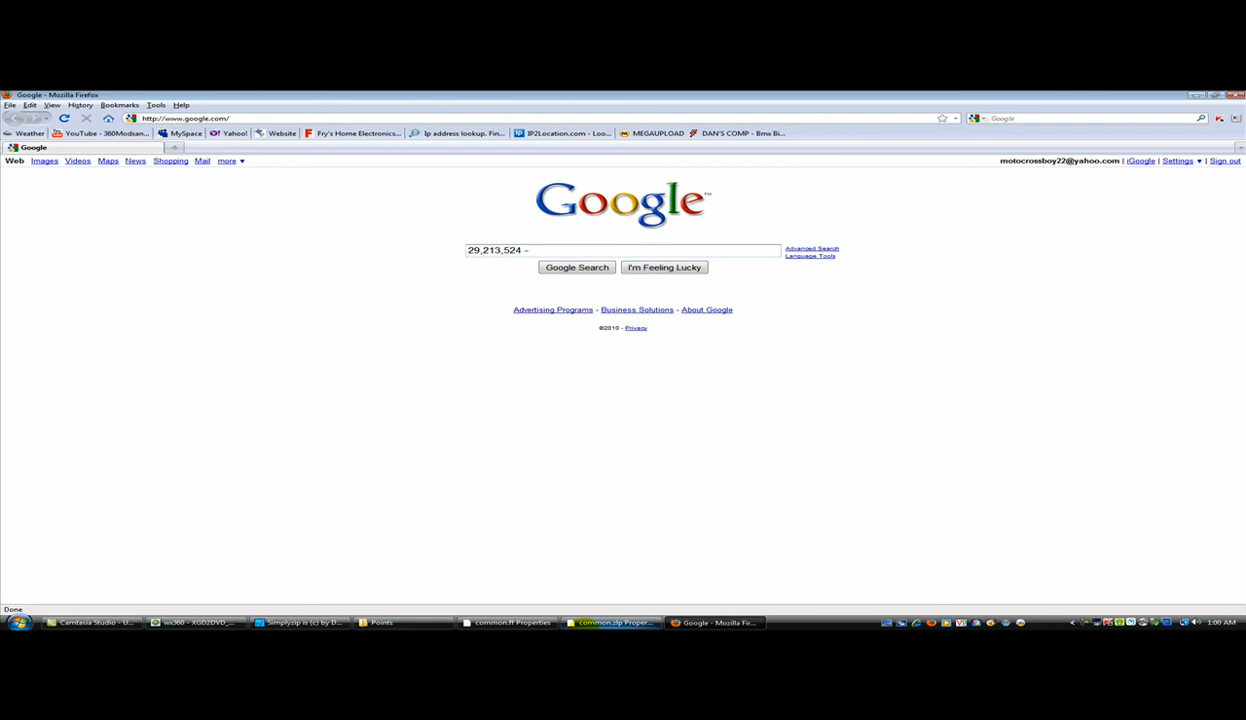 Google - Mozilla Firefox
File Edit View History Bookmarks Tools Help
http://www.google.com/ Google
Weather YouTube - 360Modsan... MySpace Yahoo! Website Fry's Home Electronics... Ip address lookup. Fin... IP2Location.com - Loo... MEGAUPLOAD DAN'S COMP - Bmx Bi...
Google
Web Images Videos Maps News Shopping Mail more ▼ motocrossboy22@yahoo.com | iGoogle | Settings ▼ | Sign out
Google™
29,213,524 - Advanced Search
Language Tools
Google Search I'm Feeling Lucky
Advertising Programs - Business Solutions - About Google
©2010 - Privacy
Done
Camtasia Studio - U... wx360 - XGD2DVD_... Simplyzip is (c) by D... Points common.ff Properties common.zip Proper... Google - Mozilla Fir... 1:00 AM